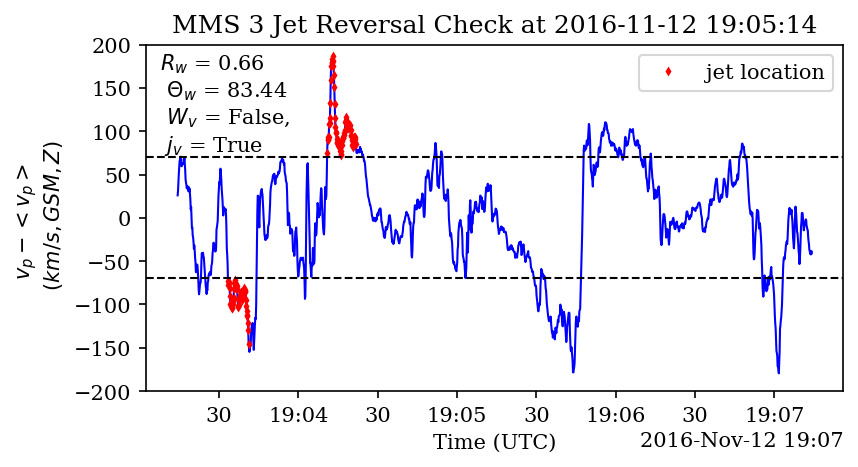 MMS 3 Jet Reversal Check at 2016-11-12 19:05:14
R_w = 0.66
Θ_w = 83.44
W_v = False,
j_v = True
jet location
v_p − < v_p >
(km/s, GSM, Z)
200
150
100
50
0
−50
−100
−150
−200
30 19:04 30 19:05 30 19:06 30 19:07
Time (UTC)
2016-Nov-12 19:07